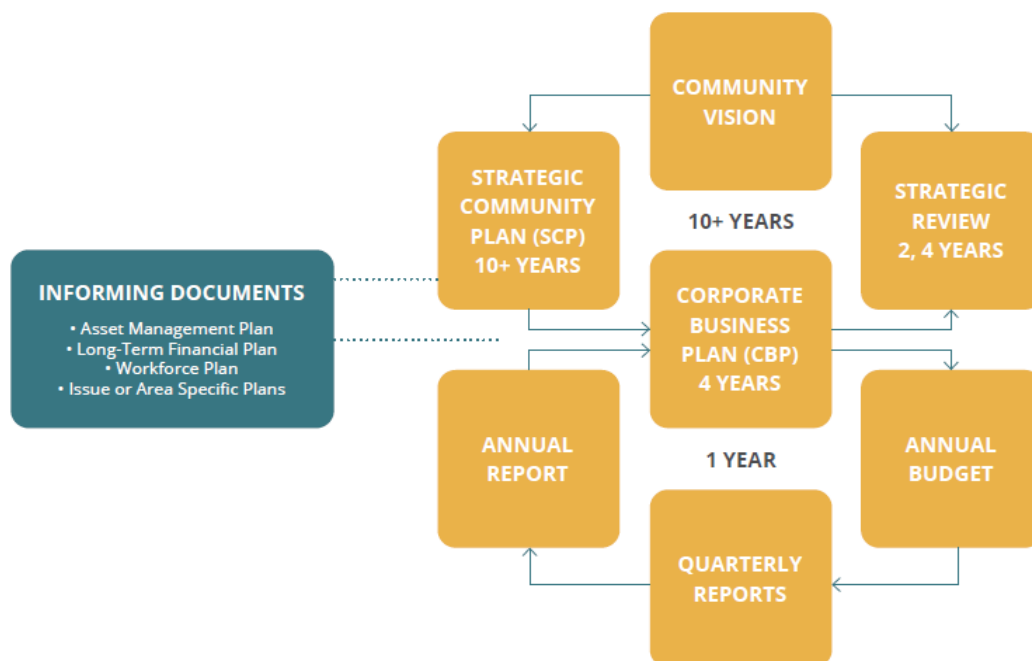 COMMUNITY
VISION
STRATEGIC
COMMUNITY
PLAN (SCP)
10+ YEARS
10+ YEARS
STRATEGIC
REVIEW
2, 4 YEARS
INFORMING DOCUMENTS
• Asset Management Plan
• Long-Term Financial Plan
• Workforce Plan
• Issue or Area Specific Plans
CORPORATE
BUSINESS
PLAN (CBP)
4 YEARS
ANNUAL
REPORT
1 YEAR
ANNUAL
BUDGET
QUARTERLY
REPORTS